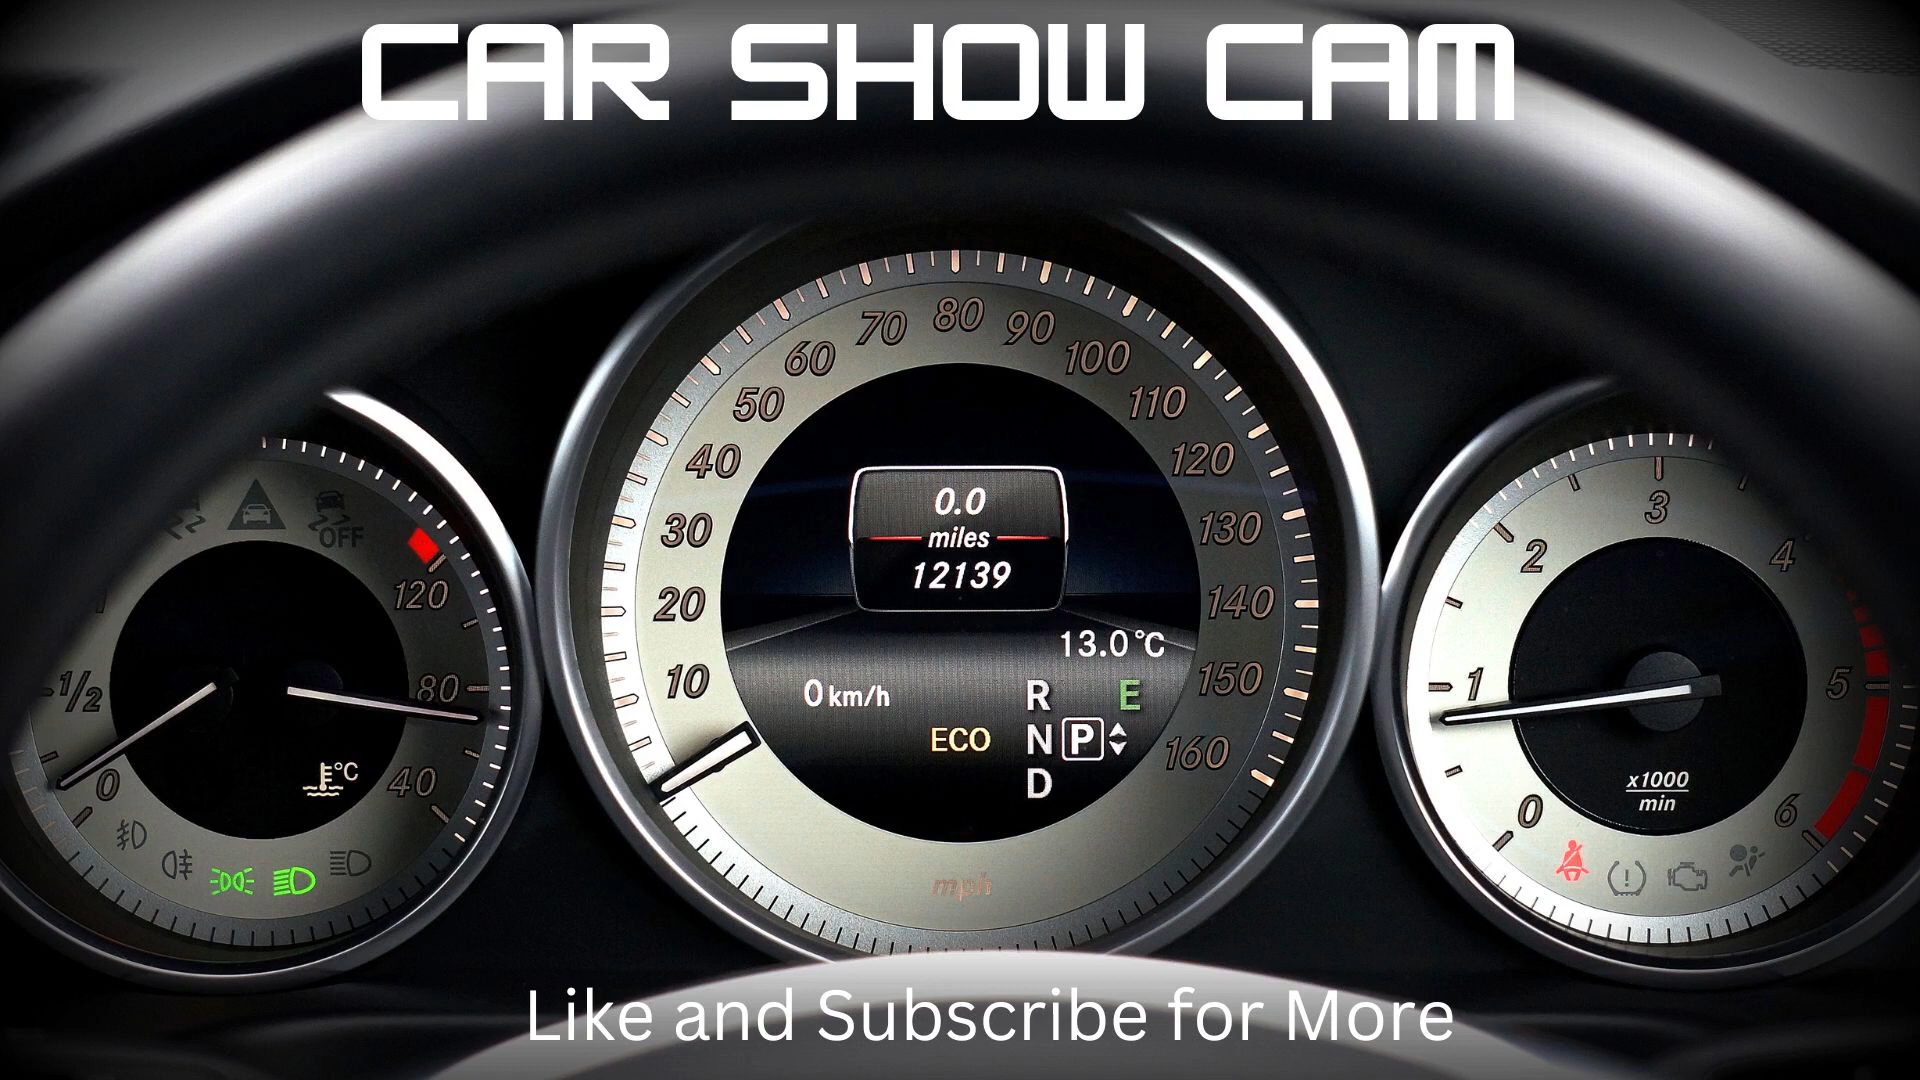 CAR SHOW CAM
70 80 90
60 100
50 110
40 120
30 130
20 140
10 150
160
0.0
miles
12139
13.0°C
0 km/h
R E
ECO N P
D
mph
OFF
120
1/2 80
0 °C 40
3
2 4
1 5
0 6
x1000
min
Like and Subscribe for More